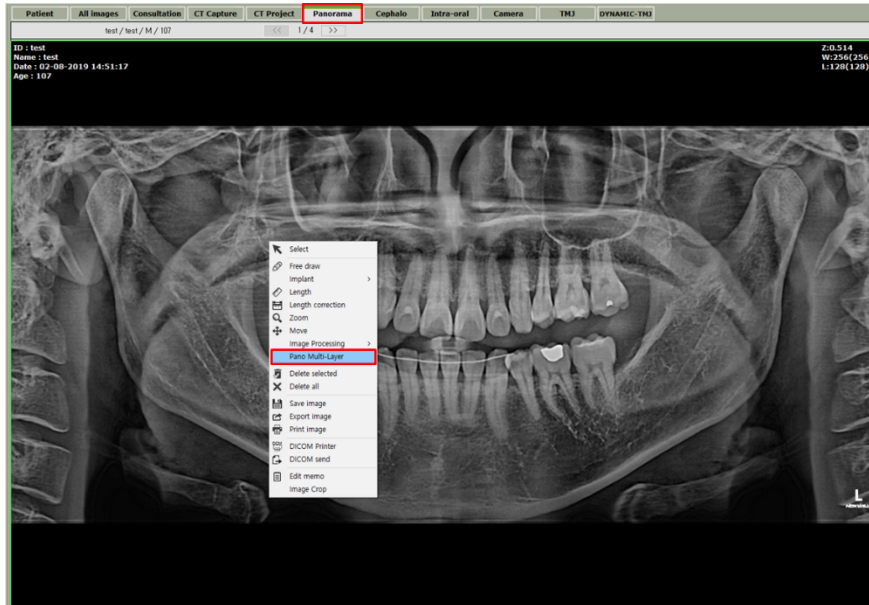 Patient All images Consultation CT Capture CT Project Panorama Cephalo Intra-oral Camera TMJ DYNAMIC-TMJ
test / test / M / 107 << 1 / 4 >>
ID : test
Name : test
Date : 02-08-2019 14:51:17
Age : 107
Z:0.514
W:256(256
L:128(128)
Select
Free draw
Implant >
Length
Length correction
Zoom
Move
Image Processing >
Pano Multi-Layer
Delete selected
Delete all
Save image
Export image
Print image
DICOM Printer
DICOM send
Edit memo
Image Crop
L